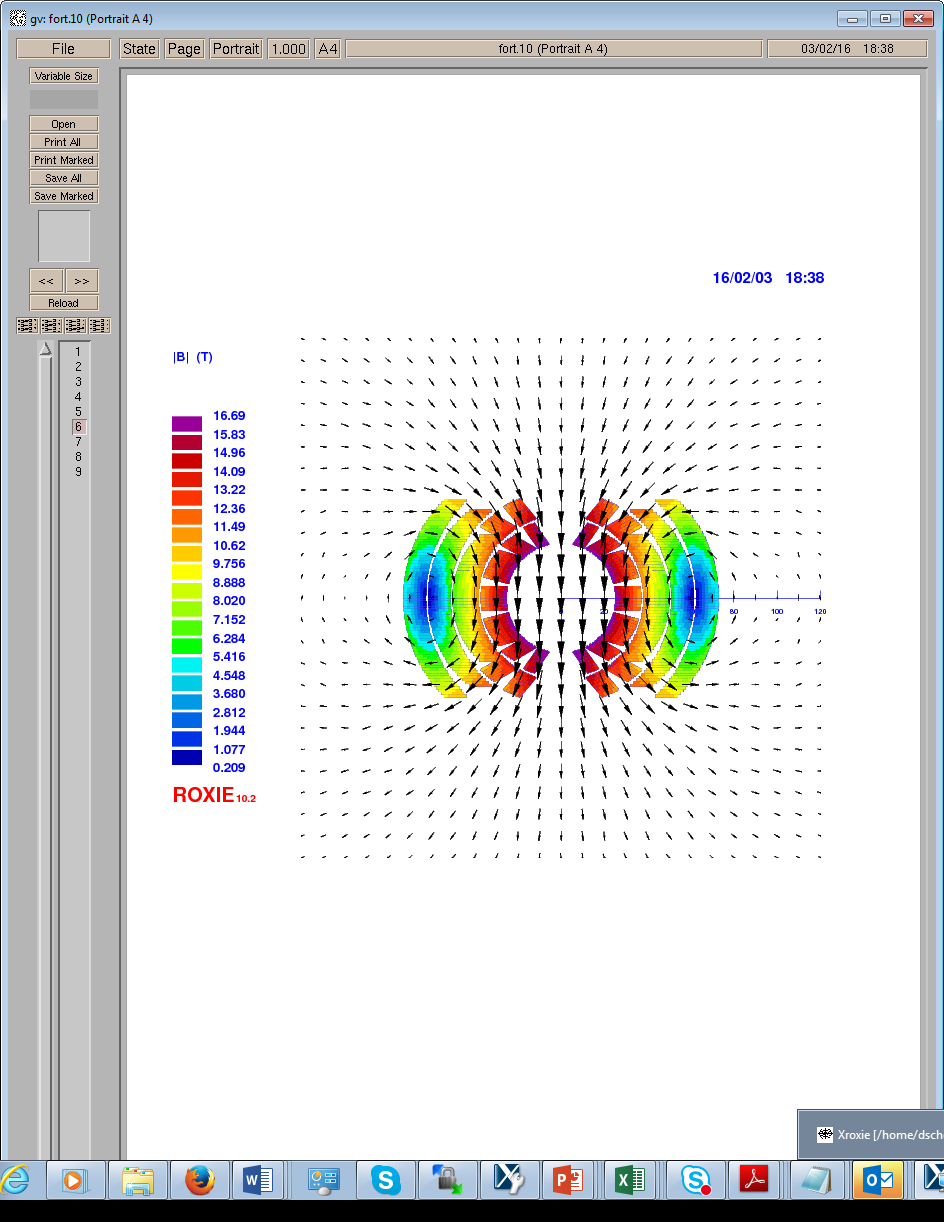 gv: fort.10 (Portrait A 4)
File State Page Portrait 1.000 A4 fort.10 (Portrait A 4) 03/02/16 18:38
Variable Size
Open
Print All
Print Marked
Save All
Save Marked
<< >>
Reload
1
2
3
4
5
6
7
8
9
16/02/03 18:38
|B| (T)
16.69
15.83
14.96
14.09
13.22
12.36
11.49
10.62
9.756
8.888
8.020
7.152
6.284
5.416
4.548
3.680
2.812
1.944
1.077
0.209
ROXIE 10.2
80 100 120
Xroxie [/home/dsch